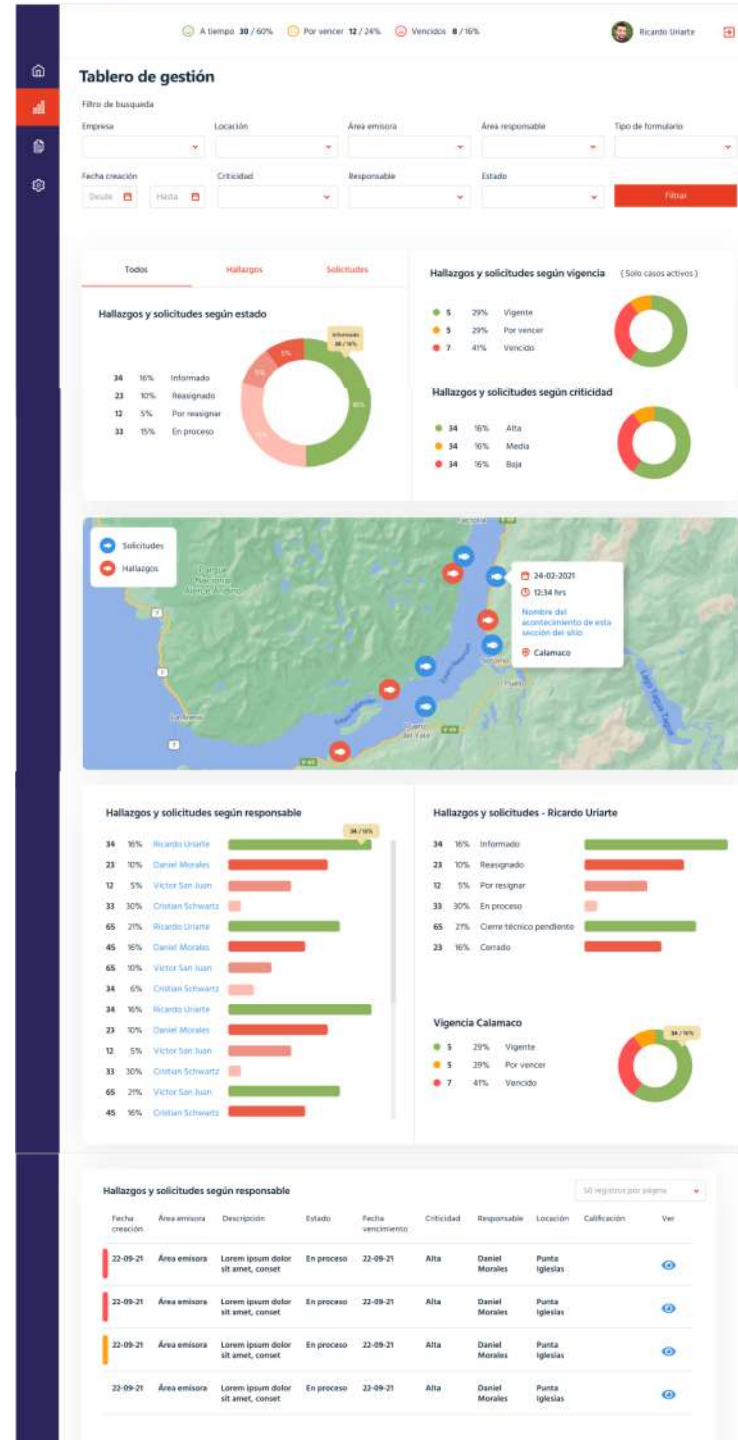 A tiempo 30 / 60% Por vencer 12 / 24% Vencidos 8 / 16% Ricardo Uriarte
Tablero de gestión
Filtro de busqueda
Empresa Locación Área emisora Área responsable Tipo de formulario
Fecha creación Criticidad Responsable Estado
Desde Hasta Filtrar
Todos Hallazgos Solicitudes
Hallazgos y solicitudes según estado
Informado
34 / 16%
5%
5%
34 16% Informado
23 10% Reasignado
12 5% Por reasignar
33 15% En proceso
Hallazgos y solicitudes según vigencia (Solo casos activos)
5 29% Vigente
5 29% Por vencer
7 41% Vencido
Hallazgos y solicitudes según criticidad
34 16% Alta
34 16% Media
34 16% Baja
Solicitudes
Hallazgos
Parque
Nacional
Alerce Andino
7
7
7
La Arena
Puelo
24-02-2021
12:34 hrs
Nombre del
acontecimiento de esta
sección del sitio
Calamaco
Lago Tagua Tagua
V-69
Hallazgos y solicitudes según responsable
34 / 16%
34 16% Ricardo Uriarte
23 10% Daniel Morales
12 5% Victor San Juan
33 30% Cristian Schwartz
65 21% Ricardo Uriarte
45 16% Daniel Morales
65 10% Victor San Juan
34 6% Cristian Schwartz
34 16% Ricardo Uriarte
23 10% Daniel Morales
12 5% Victor San Juan
33 30% Cristian Schwartz
65 21% Victor San Juan
45 16% Cristian Schwartz
Hallazgos y solicitudes - Ricardo Uriarte
34 16% Informado
23 10% Reasignado
12 5% Por resignar
33 30% En proceso
65 21% Cierre técnico pendiente
23 16% Cerrado
Vigencia Calamaco
34 / 16%
5 29% Vigente
5 29% Por vencer
7 41% Vencido
Hallazgos y solicitudes según responsable 50 registros por página
Fecha Área emisora Descripción Estado Fecha Criticidad Responsable Locación Calificación Ver
creación vencimiento
22-09-21 Área emisora Lorem ipsum dolor En proceso 22-09-21 Alta Daniel Punta
sit amet, conset Morales Iglesias
22-09-21 Área emisora Lorem ipsum dolor En proceso 22-09-21 Alta Daniel Punta
sit amet, conset Morales Iglesias
22-09-21 Área emisora Lorem ipsum dolor En proceso 22-09-21 Alta Daniel Punta
sit amet, conset Morales Iglesias
22-09-21 Área emisora Lorem ipsum dolor En proceso 22-09-21 Alta Daniel Punta
sit amet, conset Morales Iglesias